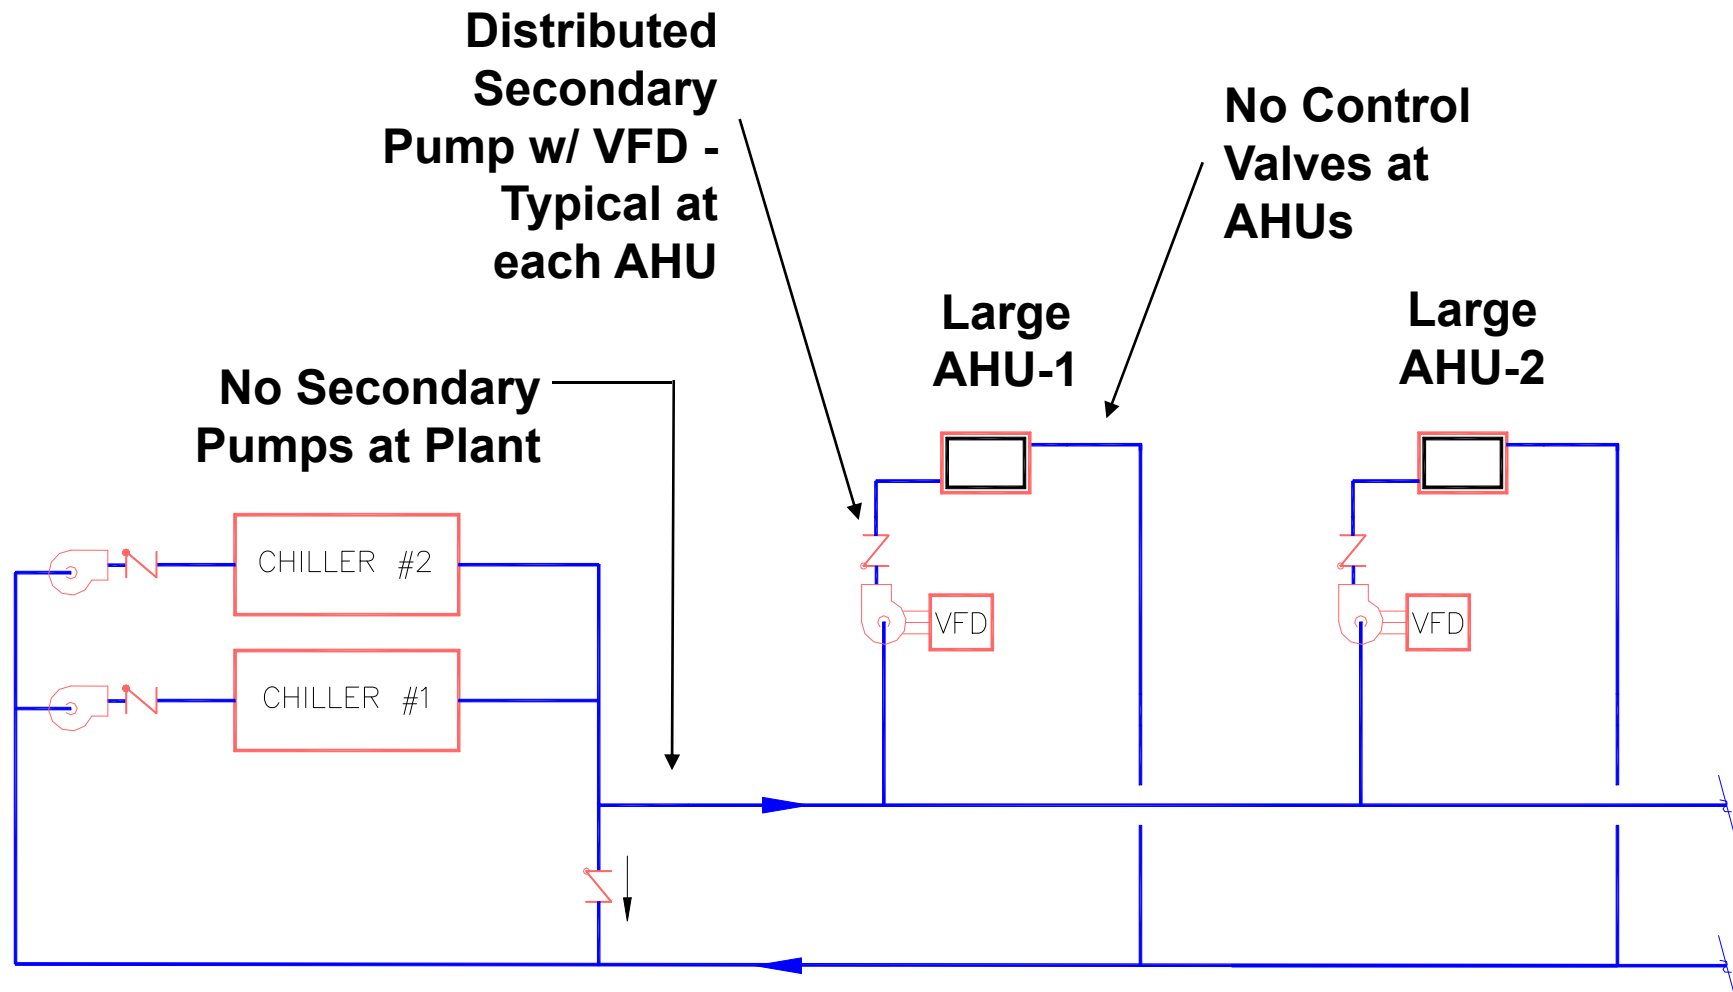 Distributed
Secondary
Pump w/ VFD -
Typical at
each AHU
No Control
Valves at
AHUs
Large
AHU-1
Large
AHU-2
No Secondary
Pumps at Plant
CHILLER #2
VFD
VFD
CHILLER #1